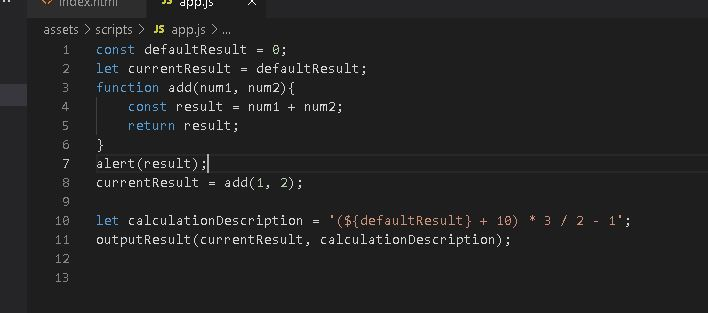 index.html JS app.js ×
assets > scripts > JS app.js > ...
1 const defaultResult = 0;
2 let currentResult = defaultResult;
3 function add(num1, num2){
4 const result = num1 + num2;
5 return result;
6 }
7 alert(result);
8 currentResult = add(1, 2);
9
10 let calculationDescription = '(${defaultResult} + 10) * 3 / 2 - 1';
11 outputResult(currentResult, calculationDescription);
12
13